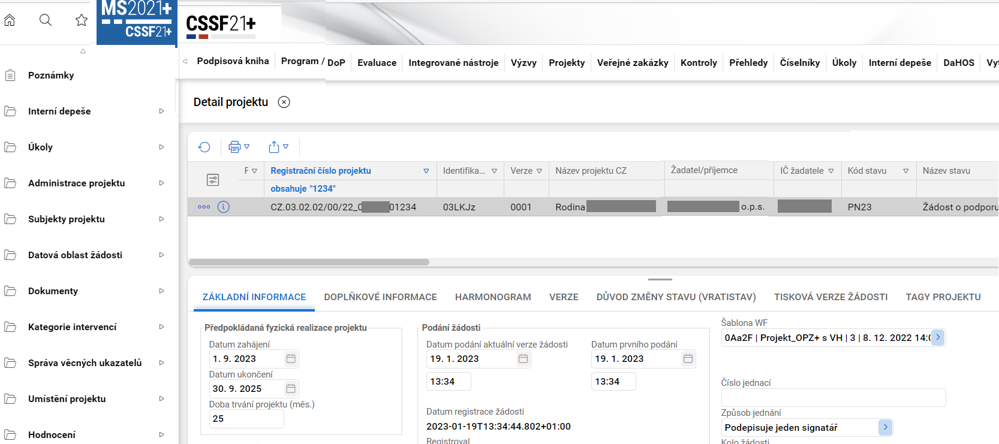 MS2021+
CSSF21+
CSSF21+
Podpisová kniha
Program / DoP
Evaluace
Integrované nástroje
Výzvy
Projekty
Veřejné zakázky
Kontroly
Přehledy
Číselníky
Úkoly
Interní depeše
DaHOS
Vyt
Poznámky
Interní depeše
Úkoly
Administrace projektu
Subjekty projektu
Datová oblast žádosti
Dokumenty
Kategorie intervencí
Správa věcných ukazatelů
Umístění projektu
Hodnocení
Detail projektu
F
Registrační číslo projektu
Identifika...
Verze
Název projektu CZ
Žadatel/příjemce
IČ žadatele
Kód stavu
Název stavu
obsahuje "1234"
CZ.03.02.02/00/22_0 01234
03LKJz
0001
Rodina
o.p.s.
PN23
Žádost o podporu
ZÁKLADNÍ INFORMACE
DOPLŇKOVÉ INFORMACE
HARMONOGRAM
VERZE
DŮVOD ZMĚNY STAVU (VRATISTAV)
TISKOVÁ VERZE ŽÁDOSTI
TAGY PROJEKTU
Předpokládaná fyzická realizace projektu
Datum zahájení
1. 9. 2023
Datum ukončení
30. 9. 2025
Doba trvání projektu (měs.)
25
Podání žádosti
Datum podání aktuální verze žádosti
19. 1. 2023
13:34
Datum prvního podání
19. 1. 2023
13:34
Datum registrace žádosti
2023-01-19T13:34:44.802+01:00
Registroval
Šablona WF
0Aa2F | Projekt_OPZ+ s VH | 3 | 8. 12. 2022 14:0
Číslo jednací
Způsob jednání
Podepisuje jeden signatář
Kolo žádosti